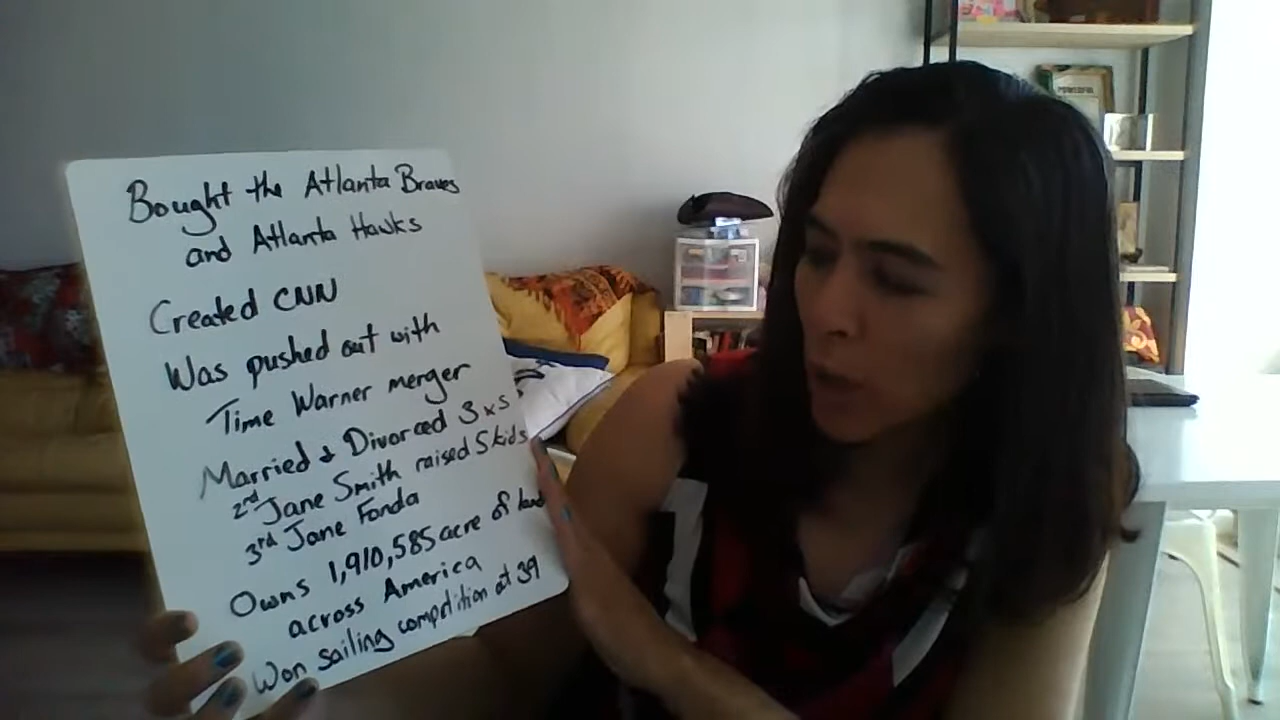 Bought the Atlanta Braves
and Atlanta Hawks
Created CNN
Was pushed out with
Time Warner merger
Married & Divorced 3xs
2nd Jane Smith raised 5 kids
3rd Jane Fonda
Owns 1,910,585 acre of land
across America
Won sailing competition at 39
POWERFUL